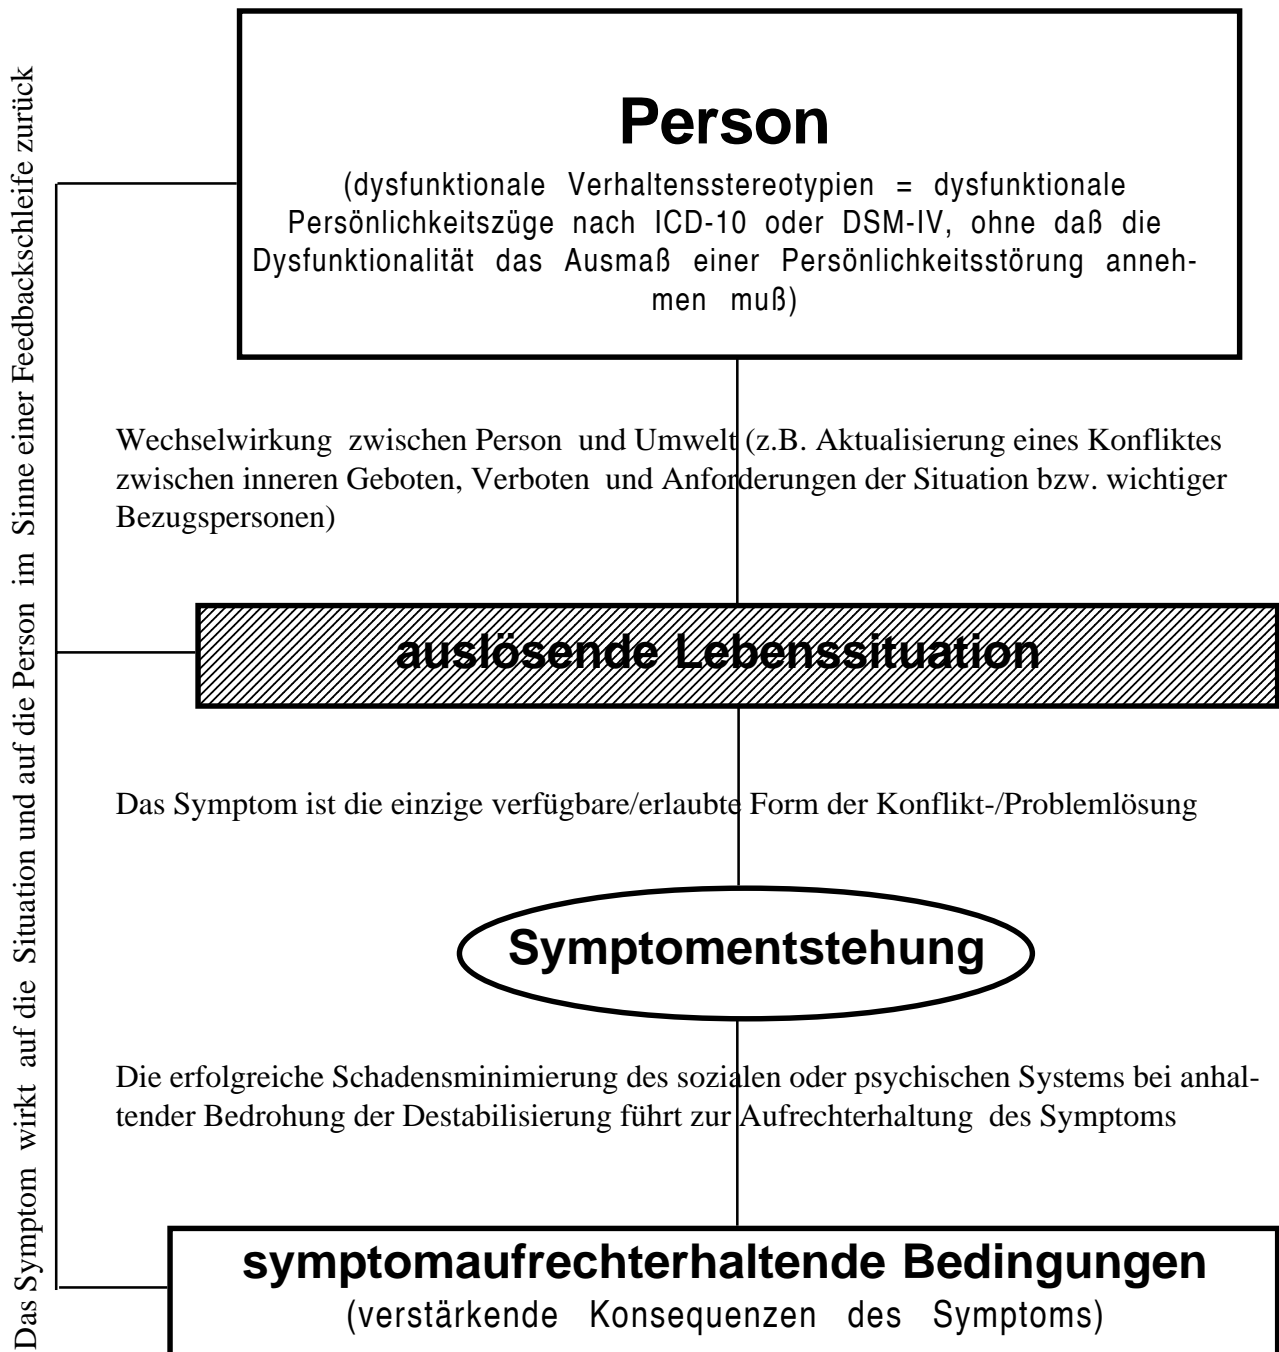 Das Symptom wirkt auf die Situation und auf die Person im Sinne einer Feedbackschleife zurück
Person
(dysfunktionale Verhaltensstereotypien = dysfunktionale
Persönlichkeitszüge nach ICD-10 oder DSM-IV, ohne daß die
Dysfunktionalität das Ausmaß einer Persönlichkeitsstörung anneh-
men muß)
Wechselwirkung zwischen Person und Umwelt (z.B. Aktualisierung eines Konfliktes
zwischen inneren Geboten, Verboten und Anforderungen der Situation bzw. wichtiger
Bezugspersonen)
auslösende Lebenssituation
Das Symptom ist die einzige verfügbare/erlaubte Form der Konflikt-/Problemlösung
Symptomentstehung
Die erfolgreiche Schadensminimierung des sozialen oder psychischen Systems bei anhal-
tender Bedrohung der Destabilisierung führt zur Aufrechterhaltung des Symptoms
symptomaufrechterhaltende Bedingungen
(verstärkende Konsequenzen des Symptoms)